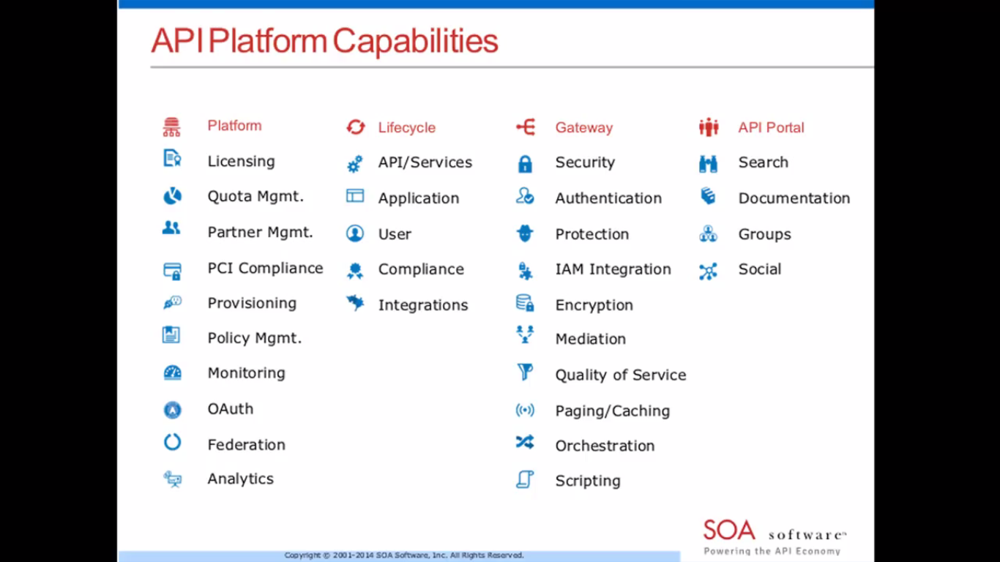 API Platform Capabilities
Platform
Licensing
Quota Mgmt.
Partner Mgmt.
PCI Compliance
Provisioning
Policy Mgmt.
Monitoring
OAuth
Federation
Analytics
Lifecycle
API/Services
Application
User
Compliance
Integrations
Gateway
Security
Authentication
Protection
IAM Integration
Encryption
Mediation
Quality of Service
Paging/Caching
Orchestration
Scripting
API Portal
Search
Documentation
Groups
Social
SOA software™
Powering the API Economy
Copyright © 2001-2014 SOA Software, Inc. All Rights Reserved.